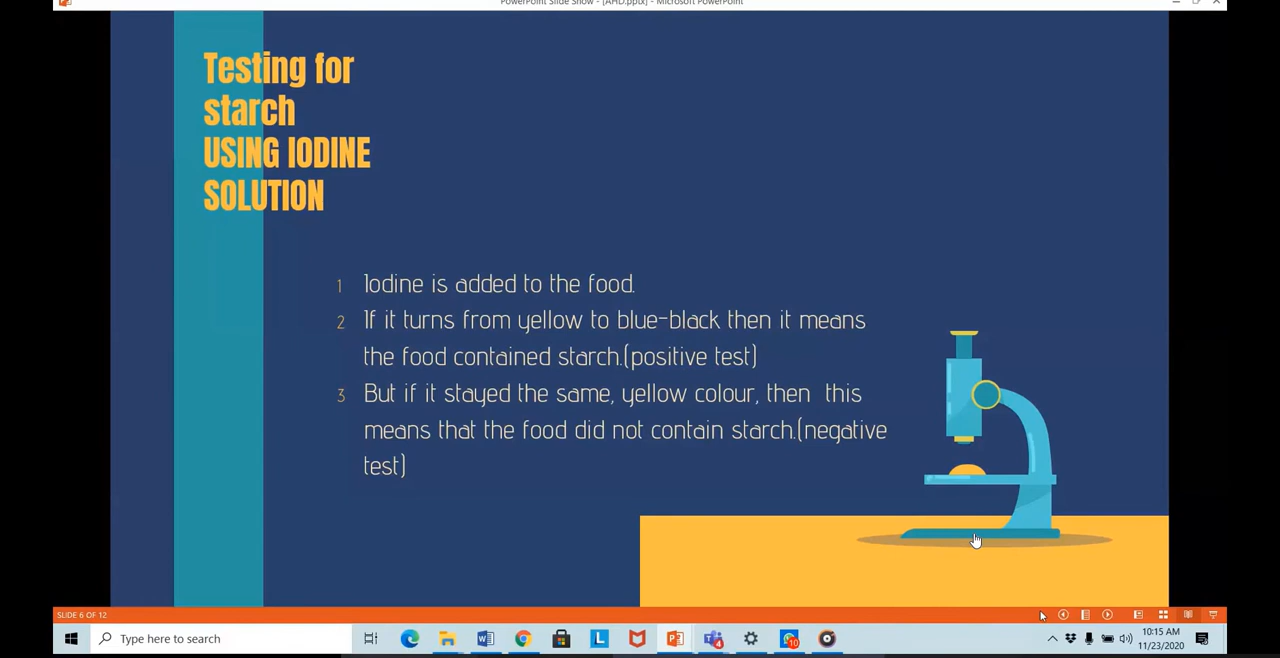 PowerPoint Slide Show - [AHD.pptx] - Microsoft PowerPoint
Testing for
starch
USING IODINE
SOLUTION
1 Iodine is added to the food.
2 If it turns from yellow to blue-black then it means
the food contained starch.(positive test)
3 But if it stayed the same, yellow colour, then this
means that the food did not contain starch.(negative
test)
SLIDE 6 OF 12
Type here to search
W
L
P
4
10
10:15 AM
11/23/2020